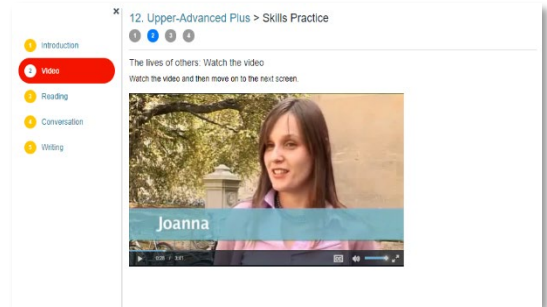 x
12. Upper-Advanced Plus > Skills Practice
1 2 3 4
1 Introduction
2 Video
3 Reading
4 Conversation
5 Writing
The lives of others: Watch the video
Watch the video and then move on to the next screen.
Joanna